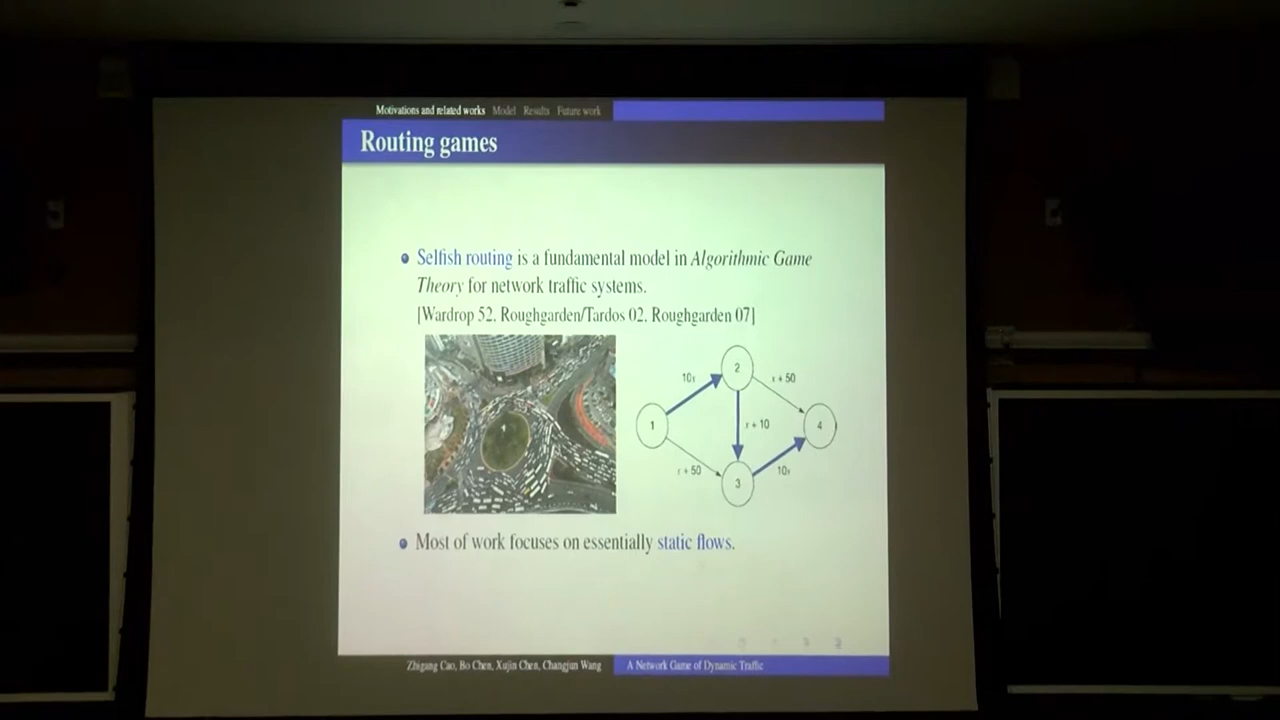 Motivations and related works Model Results Future work
Routing games
Selfish routing is a fundamental model in Algorithmic Game
Theory for network traffic systems.
[Wardrop 52, Roughgarden/Tardos 02, Roughgarden 07]
2
10x
x + 50
1
x + 10
4
x + 50
10x
3
Most of work focuses on essentially static flows.
Zhigang Cao, Bo Chen, Xujin Chen, Changjun Wang
A Network Game of Dynamic Traffic